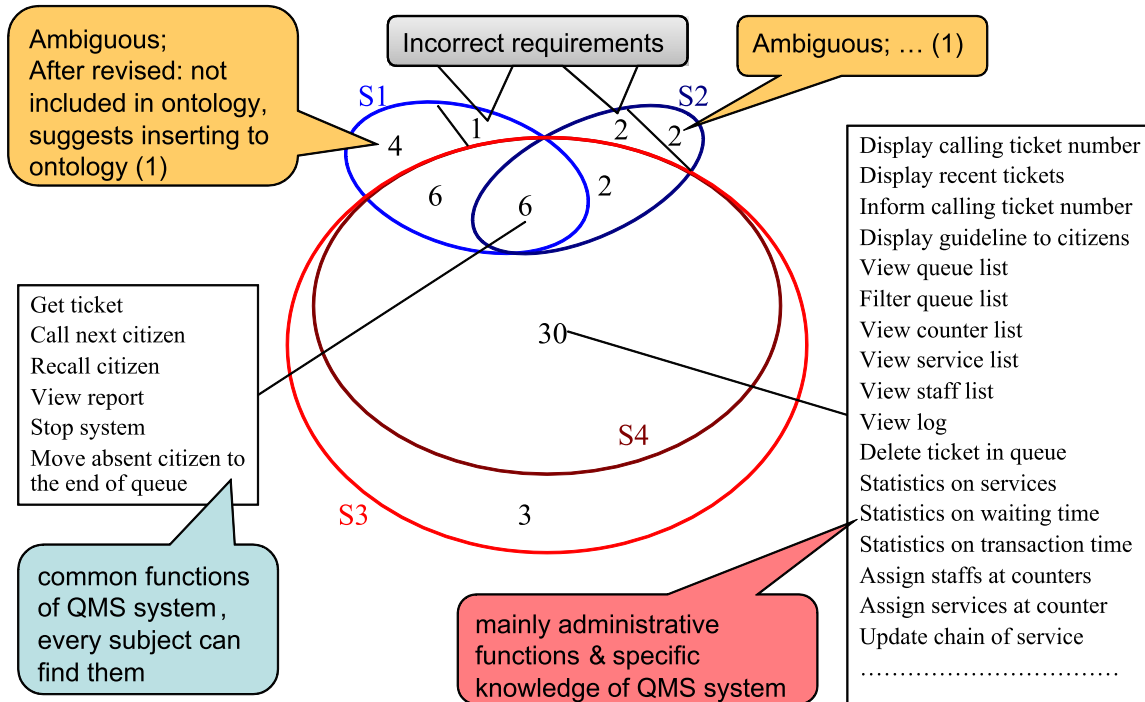 Ambiguous;
After revised: not
included in ontology,
suggests inserting to
ontology (1)
Incorrect requirements
Ambiguous; … (1)
S1
S2
4
1
2
2
6
6
2
30
S4
S3
3
Get ticket
Call next citizen
Recall citizen
View report
Stop system
Move absent citizen to
the end of queue
common functions
of QMS system,
every subject can
find them
mainly administrative
functions & specific
knowledge of QMS system
Display calling ticket number
Display recent tickets
Inform calling ticket number
Display guideline to citizens
View queue list
Filter queue list
View counter list
View service list
View staff list
View log
Delete ticket in queue
Statistics on services
Statistics on waiting time
Statistics on transaction time
Assign staffs at counters
Assign services at counter
Update chain of service
……………………………